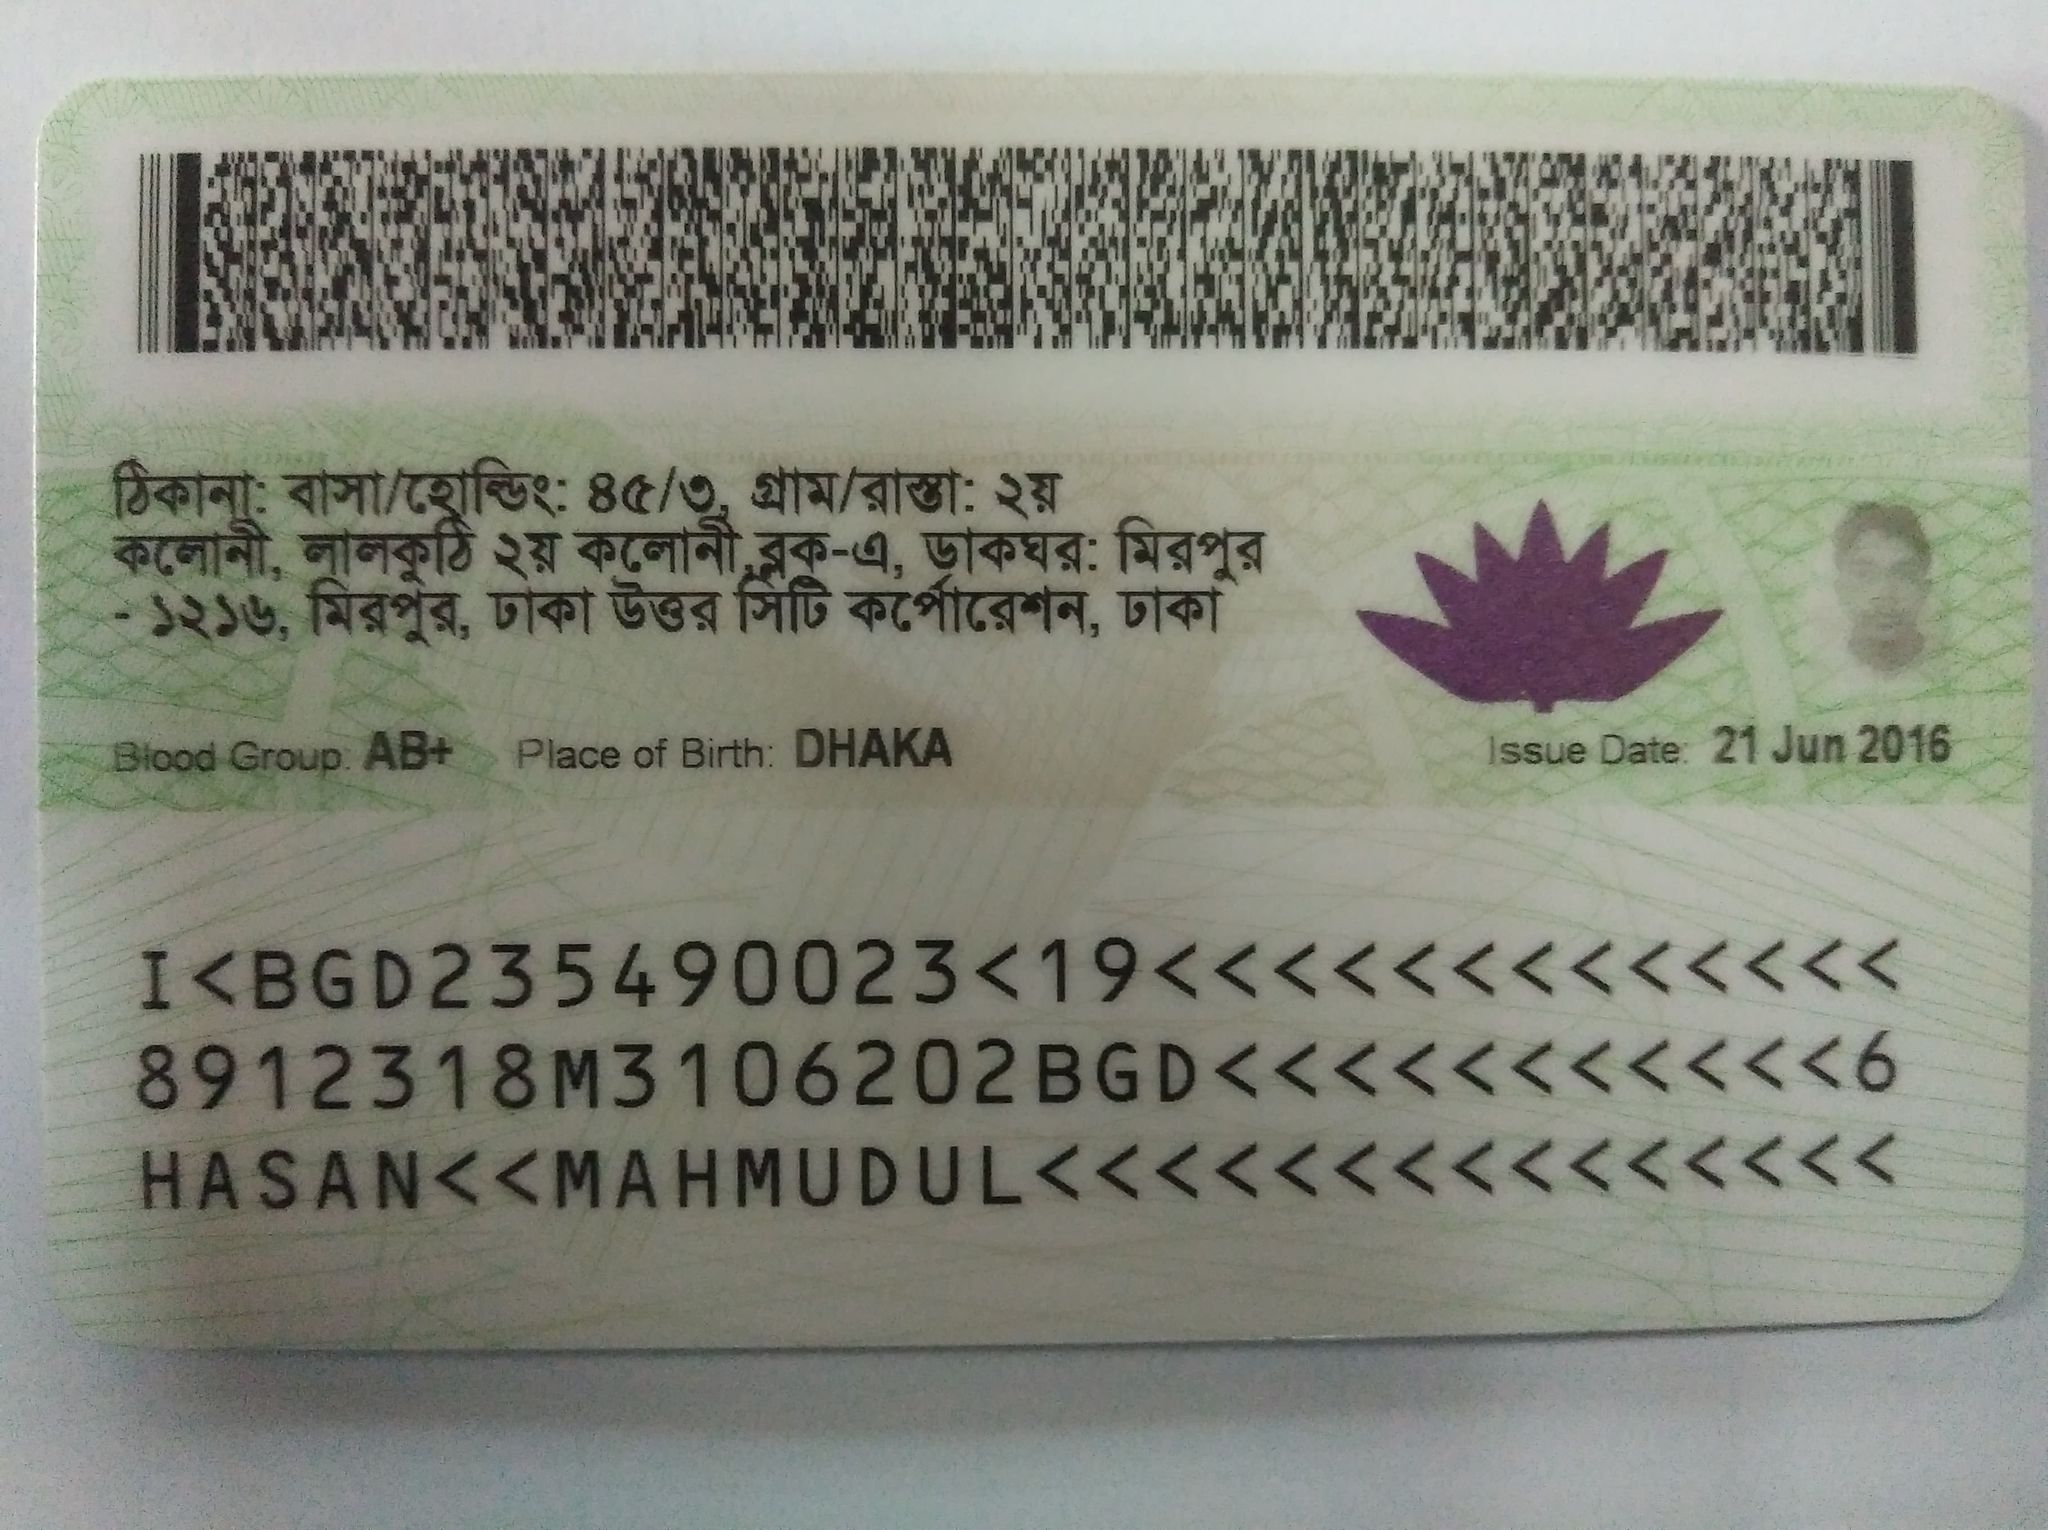 ঠিকানা: বাসা/হোল্ডিং: ৪৫/৩, গ্রাম/রাস্তা: ২য়
কলোনী, লালকুঠি ২য় কলোনী,ব্লক-এ, ডাকঘর: মিরপুর
- ১২১৬, মিরপুর, ঢাকা উত্তর সিটি কর্পোরেশন, ঢাকা
Blood Group: AB+ Place of Birth: DHAKA Issue Date: 21 Jun 2016
I<BGD235490023<19<<<<<<<<<<<<<
8912318M3106202BGD<<<<<<<<<<<6
HASAN<<MAHMUDUL<<<<<<<<<<<<<<<